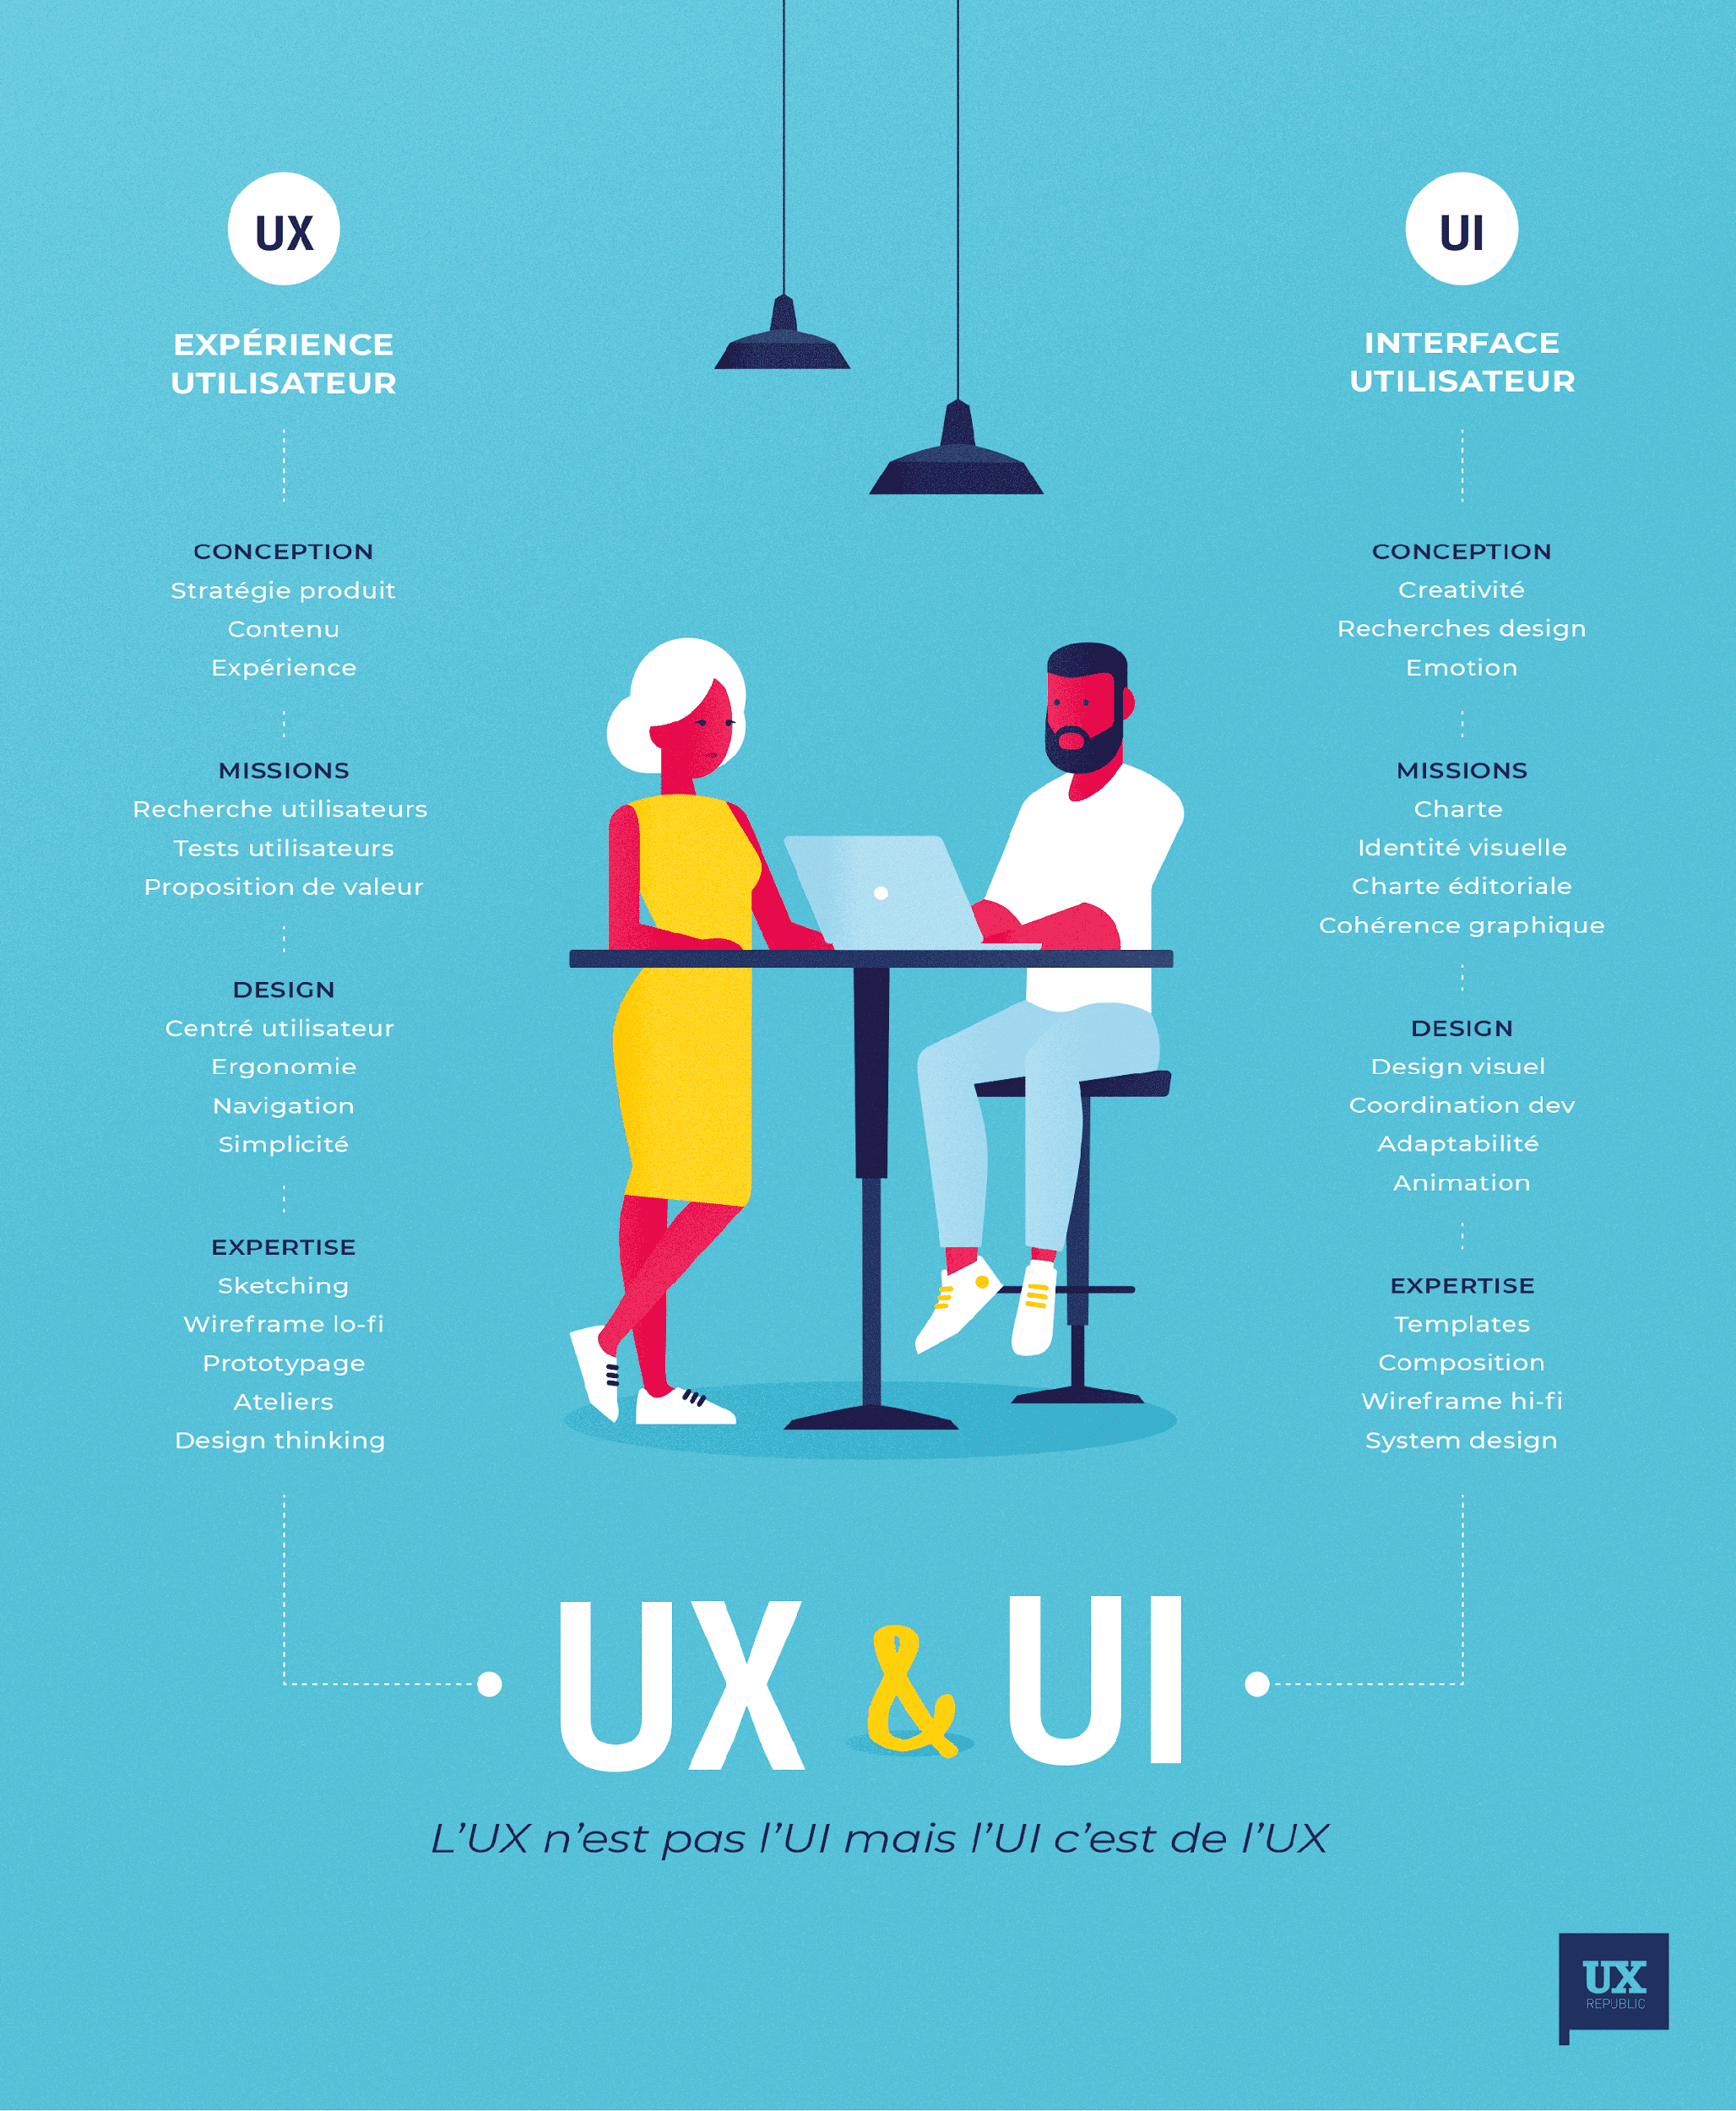 UX
EXPÉRIENCE
UTILISATEUR
CONCEPTION
Stratégie produit
Contenu
Expérience
MISSIONS
Recherche utilisateurs
Tests utilisateurs
Proposition de valeur
DESIGN
Centré utilisateur
Ergonomie
Navigation
Simplicité
EXPERTISE
Sketching
Wireframe lo-fi
Prototypage
Ateliers
Design thinking
UI
INTERFACE
UTILISATEUR
CONCEPTION
Creativité
Recherches design
Emotion
MISSIONS
Charte
Identité visuelle
Charte éditoriale
Cohérence graphique
DESIGN
Design visuel
Coordination dev
Adaptabilité
Animation
EXPERTISE
Templates
Composition
Wireframe hi-fi
System design
UX & UI
L’UX n’est pas l’UI mais l’UI c’est de l’UX
UX
REPUBLIC